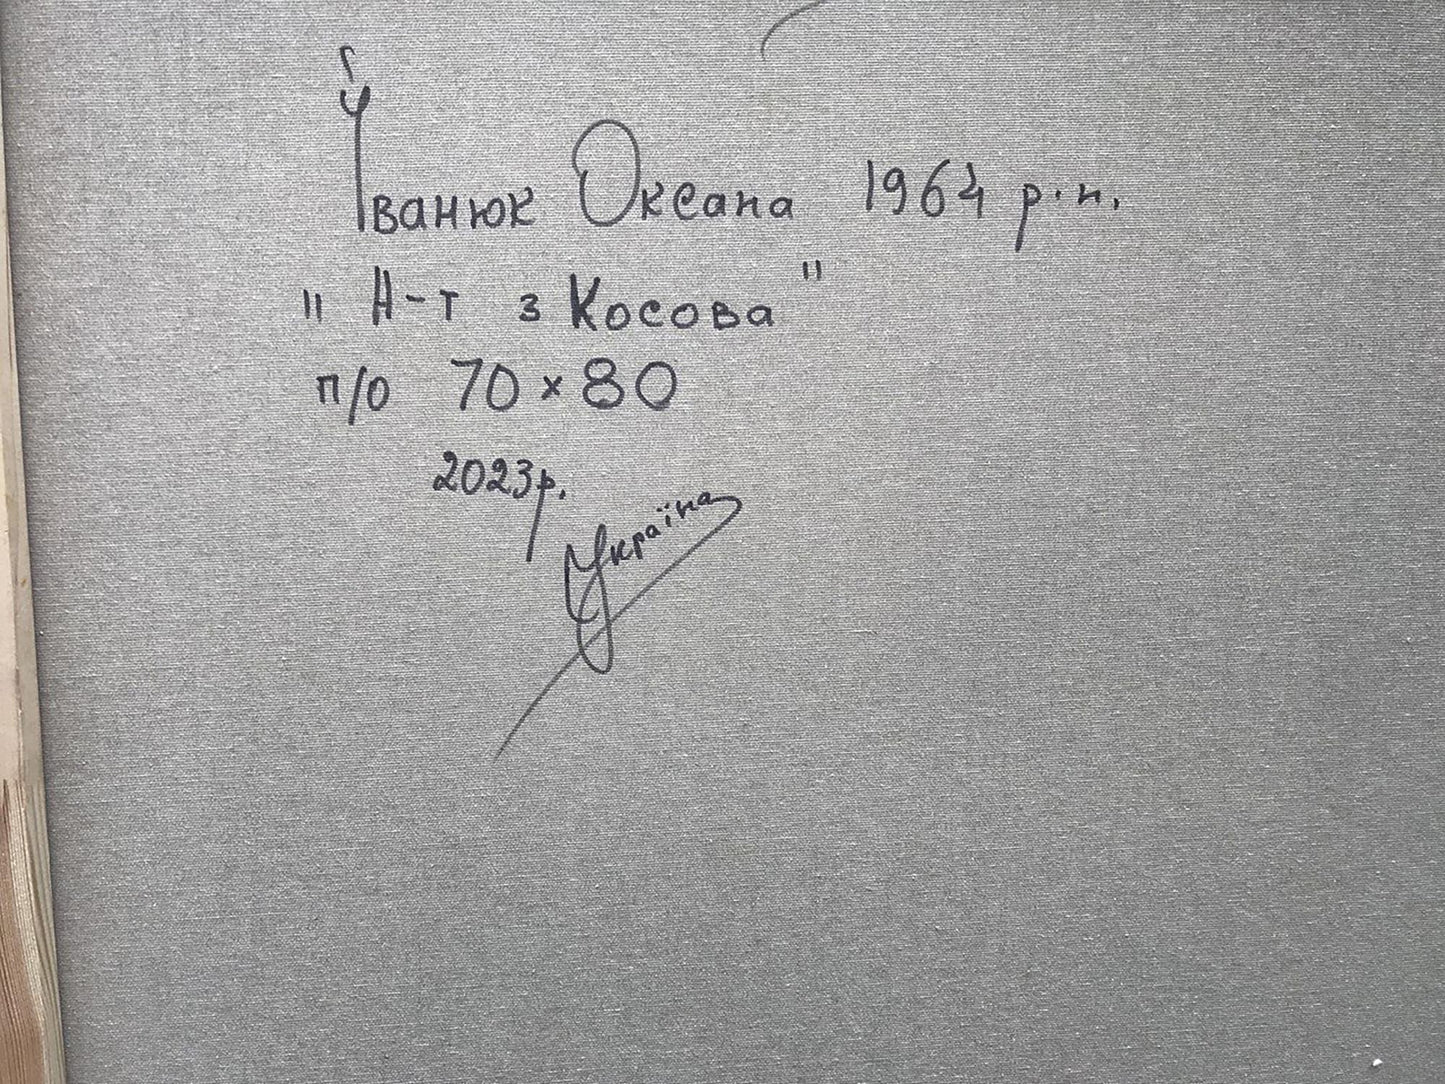 Іванюк Оксана 1964 р.н.
"Н-т з Косова"
п/о 70×80
2023р.
Україна